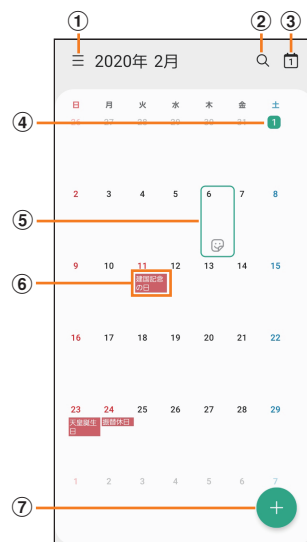 ① ② ③
2020年 2月 1
日 月 火 水 木 金 土
④ 26 27 28 29 30 31 1
2 3 4 5 6 7 8
⑤
9 10 11 12 13 14 15
⑥ 建国記念
の日
16 17 18 19 20 21 22
23 24 25 26 27 28 29
天皇誕生 振替休日
日
1 2 3 4 5 6 7
⑦ +